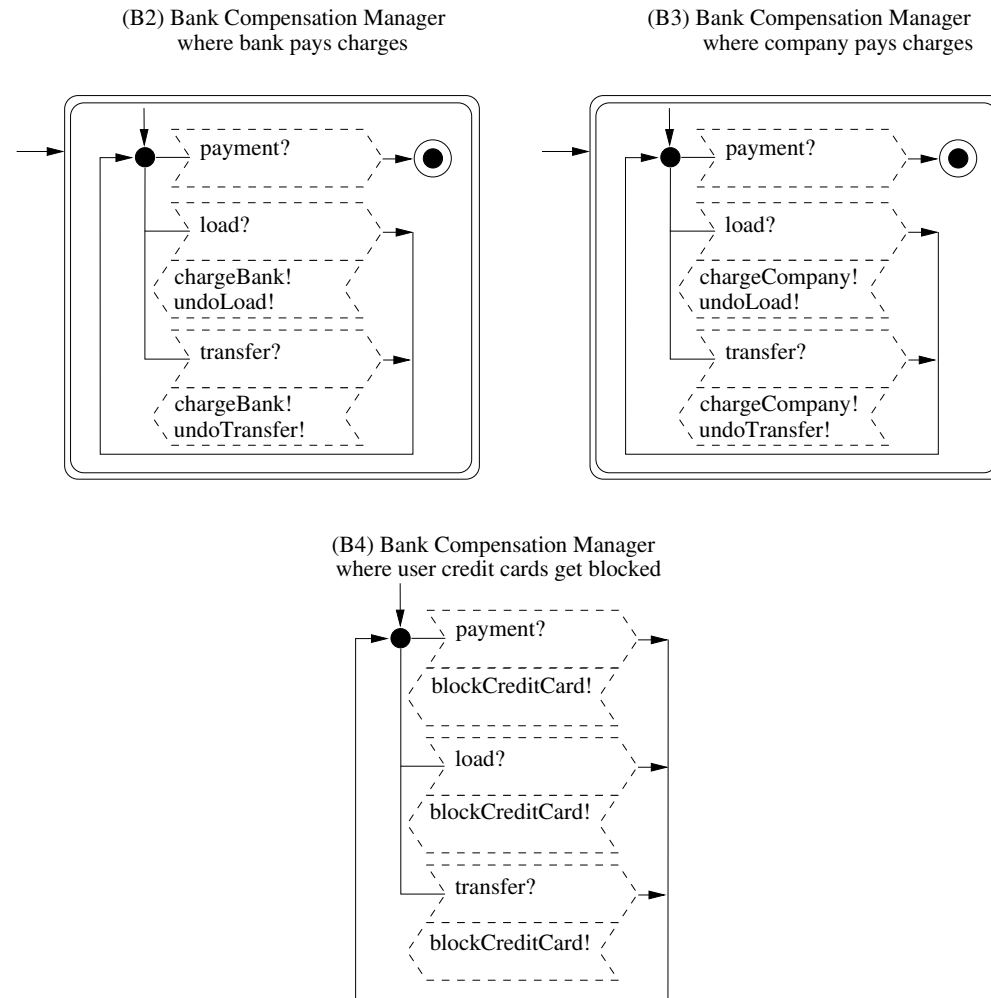 (B2) Bank Compensation Manager
where bank pays charges
payment?
load?
chargeBank!
undoLoad!
transfer?
chargeBank!
undoTransfer!
(B3) Bank Compensation Manager
where company pays charges
payment?
load?
chargeCompany!
undoLoad!
transfer?
chargeCompany!
undoTransfer!
(B4) Bank Compensation Manager
where user credit cards get blocked
payment?
blockCreditCard!
load?
blockCreditCard!
transfer?
blockCreditCard!